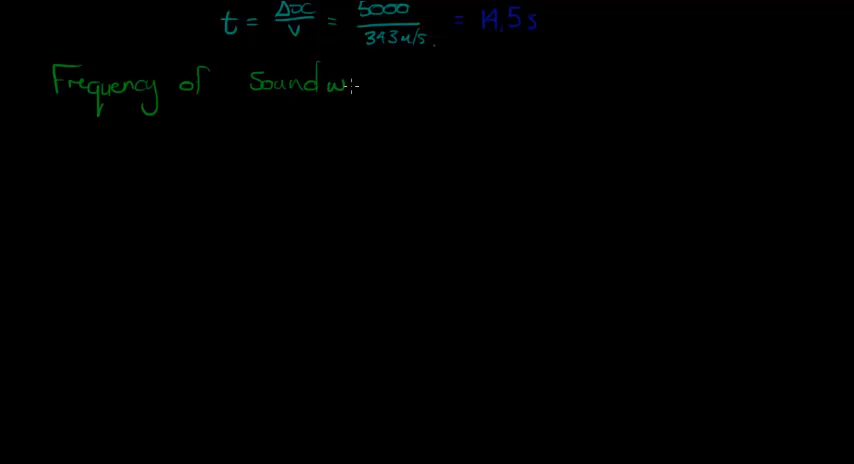 t = Δx/v = 5000/343m/s. = 14.5 s
Frequency of Sound w